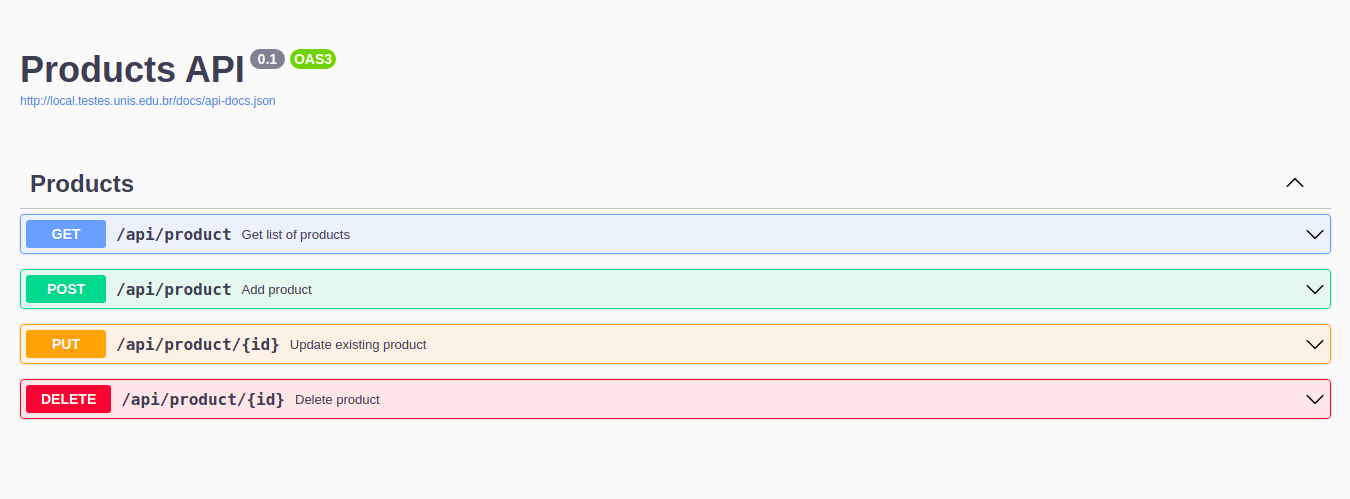 Products API 0.1 OAS3
http://local.testes.unis.edu.br/docs/api-docs.json
Products
GET /api/product Get list of products
POST /api/product Add product
PUT /api/product/{id} Update existing product
DELETE /api/product/{id} Delete product